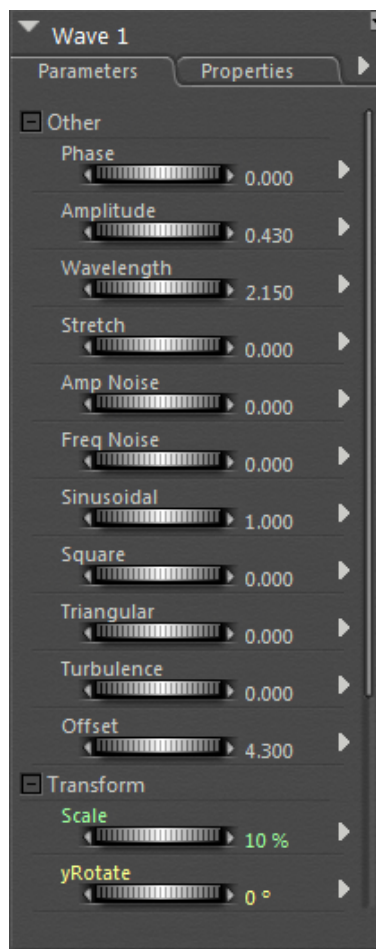 Wave 1
Parameters Properties
Other
Phase
0.000
Amplitude
0.430
Wavelength
2.150
Stretch
0.000
Amp Noise
0.000
Freq Noise
0.000
Sinusoidal
1.000
Square
0.000
Triangular
0.000
Turbulence
0.000
Offset
4.300
Transform
Scale
10 %
yRotate
0 °